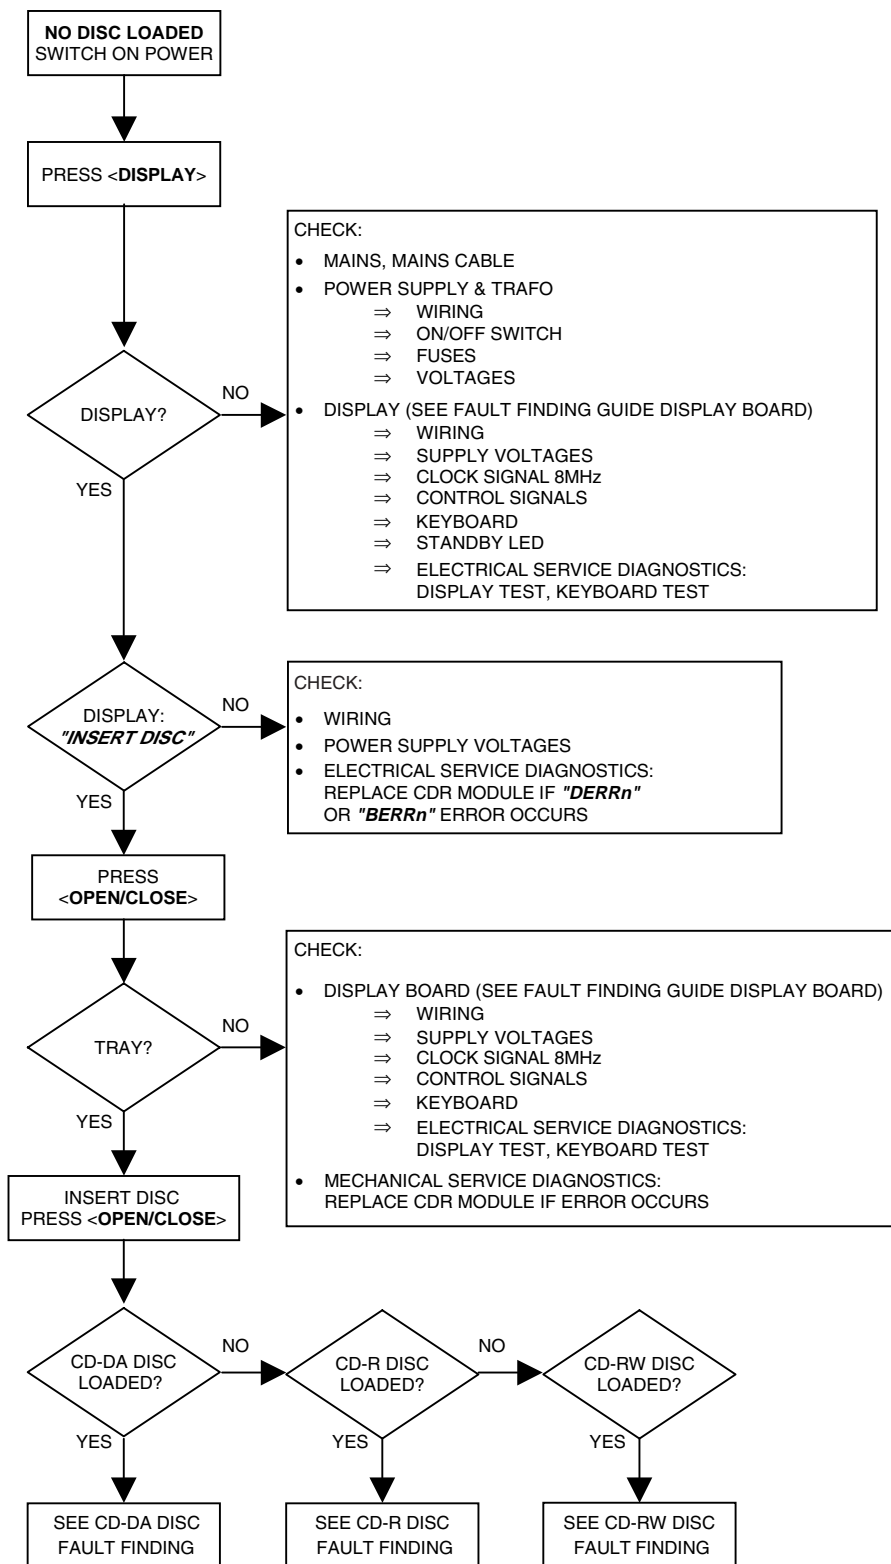 NO DISC LOADED
SWITCH ON POWER
PRESS <DISPLAY>
DISPLAY?
NO
YES
CHECK:
• MAINS, MAINS CABLE
• POWER SUPPLY & TRAFO
⇒ WIRING
⇒ ON/OFF SWITCH
⇒ FUSES
⇒ VOLTAGES
• DISPLAY (SEE FAULT FINDING GUIDE DISPLAY BOARD)
⇒ WIRING
⇒ SUPPLY VOLTAGES
⇒ CLOCK SIGNAL 8MHz
⇒ CONTROL SIGNALS
⇒ KEYBOARD
⇒ STANDBY LED
⇒ ELECTRICAL SERVICE DIAGNOSTICS:
DISPLAY TEST, KEYBOARD TEST
DISPLAY:
"INSERT DISC"
NO
YES
CHECK:
• WIRING
• POWER SUPPLY VOLTAGES
• ELECTRICAL SERVICE DIAGNOSTICS:
REPLACE CDR MODULE IF "DERRn"
OR "BERRn" ERROR OCCURS
PRESS
<OPEN/CLOSE>
TRAY?
NO
YES
CHECK:
• DISPLAY BOARD (SEE FAULT FINDING GUIDE DISPLAY BOARD)
⇒ WIRING
⇒ SUPPLY VOLTAGES
⇒ CLOCK SIGNAL 8MHz
⇒ CONTROL SIGNALS
⇒ KEYBOARD
⇒ ELECTRICAL SERVICE DIAGNOSTICS:
DISPLAY TEST, KEYBOARD TEST
• MECHANICAL SERVICE DIAGNOSTICS:
REPLACE CDR MODULE IF ERROR OCCURS
INSERT DISC
PRESS <OPEN/CLOSE>
CD-DA DISC
LOADED?
NO
YES
CD-R DISC
LOADED?
NO
YES
CD-RW DISC
LOADED?
YES
SEE CD-DA DISC
FAULT FINDING
SEE CD-R DISC
FAULT FINDING
SEE CD-RW DISC
FAULT FINDING